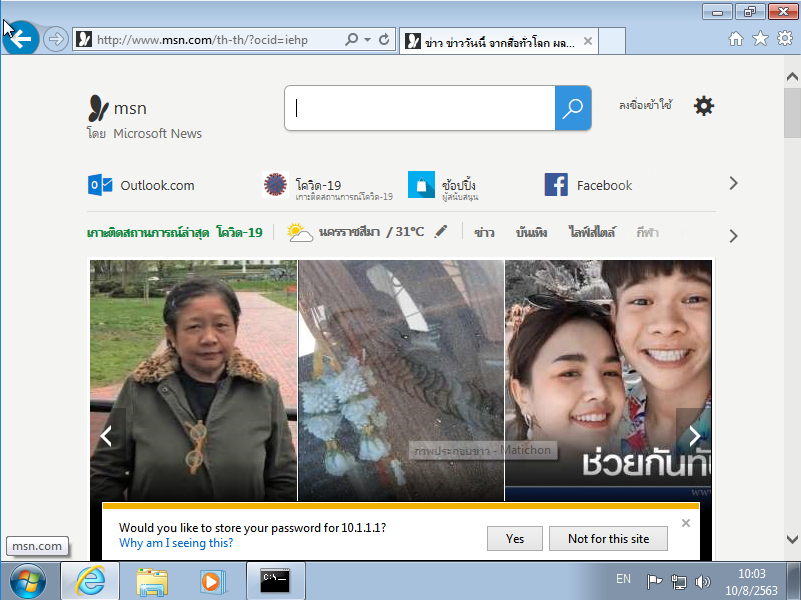 http://www.msn.com/th-th/?ocid=iehp
ข่าว ข่าววันนี้ จากสื่อทั่วโลก ผล...
msn
โดย Microsoft News
ลงชื่อเข้าใช้
Outlook.com
โควิด-19
เกาะติดสถานการณ์โควิด-19
ช้อปปิ้ง
ผู้สนับสนุน
Facebook
เกาะติดสถานการณ์ล่าสุด โควิด-19
นครราชสีมา / 31°C
ข่าว
บันเทิง
ไลฟ์สไตล์
กีฬา
ภาพประกอบข่าว - Matichon
ช่วยกันทั
www
Would you like to store your password for 10.1.1.1?
Why am I seeing this?
Yes
Not for this site
msn.com
C:\
EN
10:03
10/8/2563